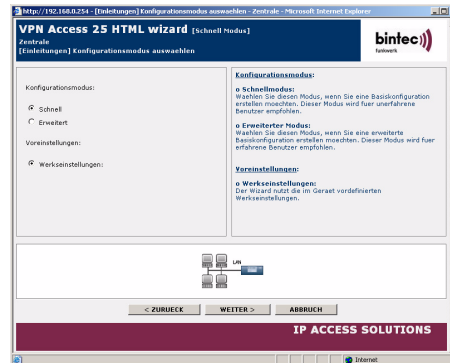 http://192.168.0.254 - [Einleitungen] Konfigurationsmodus auswaehlen - Zentrale - Microsoft Internet Explorer
VPN Access 25 HTML wizard [Schnell Modus]
Zentrale
[Einleitungen] Konfigurationsmodus auswaehlen
bintec
funkwerk
Konfigurationsmodus:
Schnell
Erweitert
Voreinstellungen:
Werkseinstellungen:
Konfigurationsmodus:
o Schnellmodus:
Waehlen Sie diesen Modus, wenn Sie eine Basiskonfiguration
erstellen moechten. Dieser Modus wird fuer unerfahrene
Benutzer empfohlen.
o Erweiterter Modus:
Waehlen Sie diesen Modus, wenn Sie eine erweiterte
Basiskonfiguration erstellen moechten. Dieser Modus wird fuer
erfahrene Benutzer empfohlen.
Voreinstellungen:
o Werkseinstellungen:
Der Wizard nutzt die im Geraet vordefinierten
Werkseinstellungen.
LAN
< ZURUECK
WEITER >
ABBRUCH
IP ACCESS SOLUTIONS
Internet